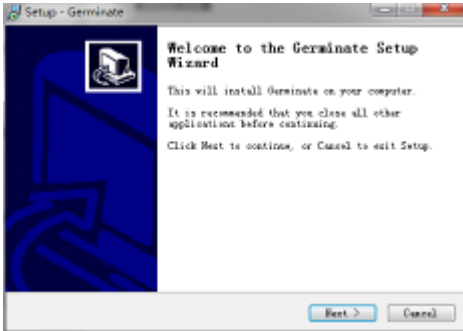 Setup - Germinate
Welcome to the Germinate Setup
Wizard
This will install Germinate on your computer.
It is recommended that you close all other
applications before continuing.
Click Next to continue, or Cancel to exit Setup.
Next >
Cancel